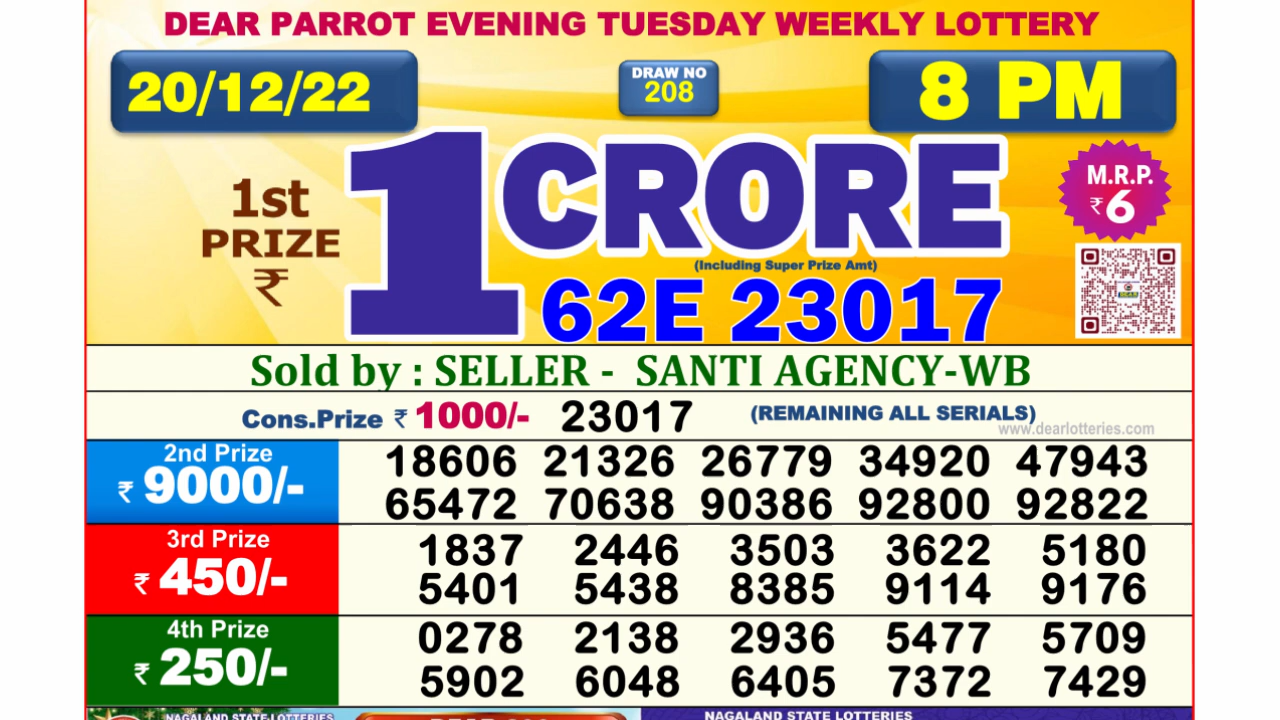 DEAR PARROT EVENING TUESDAY WEEKLY LOTTERY
20/12/22
DRAW NO
208
8 PM
1st
PRIZE
₹
1 CRORE
(Including Super Prize Amt)
62E 23017
M.R.P.
₹6
Sold by : SELLER - SANTI AGENCY-WB
Cons.Prize ₹ 1000/- 23017 (REMAINING ALL SERIALS)
www.dearlotteries.com
2nd Prize
₹ 9000/-
18606 21326 26779 34920 47943
65472 70638 90386 92800 92822
3rd Prize
₹ 450/-
1837 2446 3503 3622 5180
5401 5438 8385 9114 9176
4th Prize
₹ 250/-
0278 2138 2936 5477 5709
5902 6048 6405 7372 7429
NAGALAND STATE LOTTERIES
NAGALAND STATE LOTTERIES